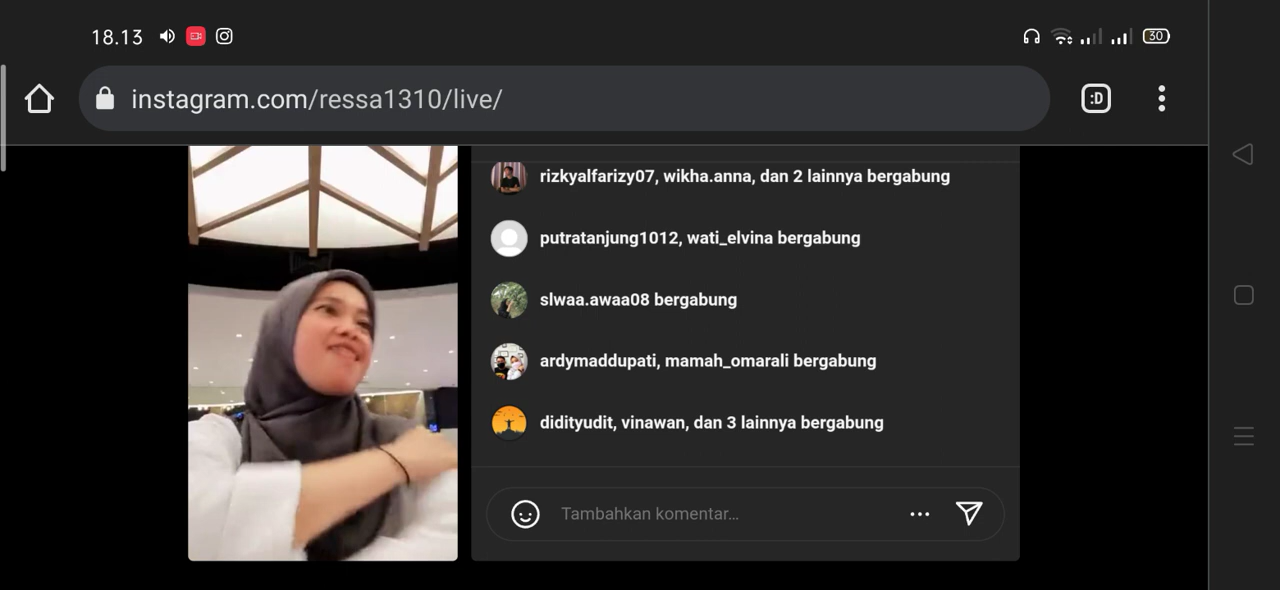 18.13
30
instagram.com/ressa1310/live/
:D
rizkyalfarizy07, wikha.anna, dan 2 lainnya bergabung
putratanjung1012, wati_elvina bergabung
slwaa.awaa08 bergabung
ardymaddupati, mamah_omarali bergabung
didityudit, vinawan, dan 3 lainnya bergabung
Tambahkan komentar...